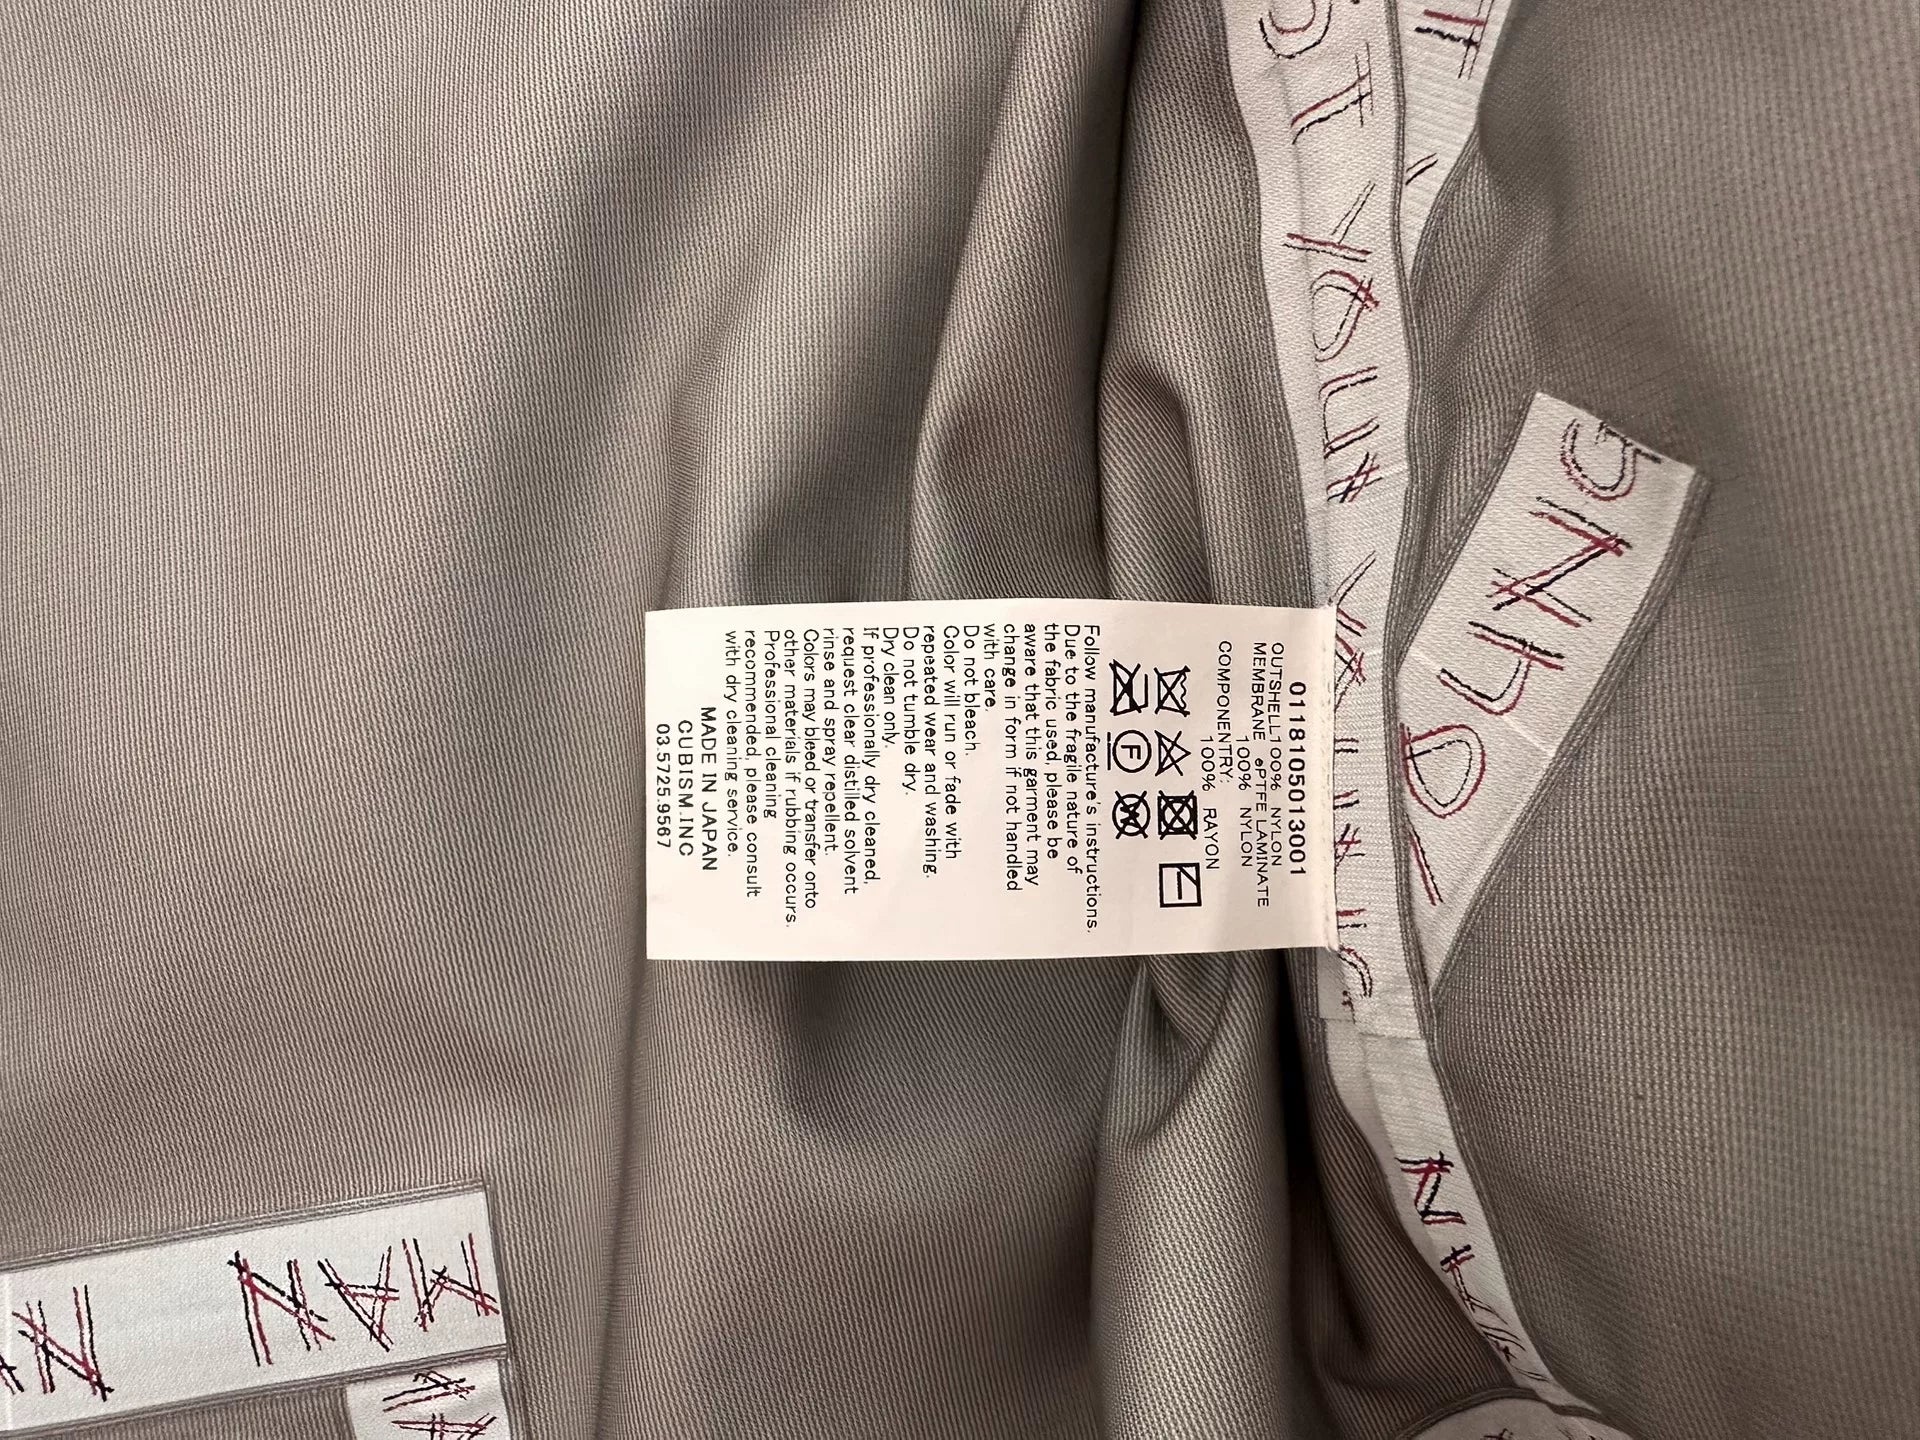 011810501013001
OUTSHELL100% NYLON
MEMBRANE ePTFE LAMINATE
100% NYLON
COMPONENTRY:
100% RAYON
F
W
Follow manufacture's instructions.
Due to the fragile nature of
the fabric used, please be
aware that this garment may
change in form if not handled
with care.
Do not bleach.
Color will run or fade with
repeated wear and washing.
Do not tumble dry.
Dry clean only.
If professionally dry cleaned,
request clear distilled solvent
rinse and spray repellent.
Colors may bleed or transfer onto
other materials if rubbing occurs.
Professional cleaning
recommended, please consult
with dry cleaning service.
MADE IN JAPAN
CUBISM.INC
03.5725.9567
ST YOUR
MAN